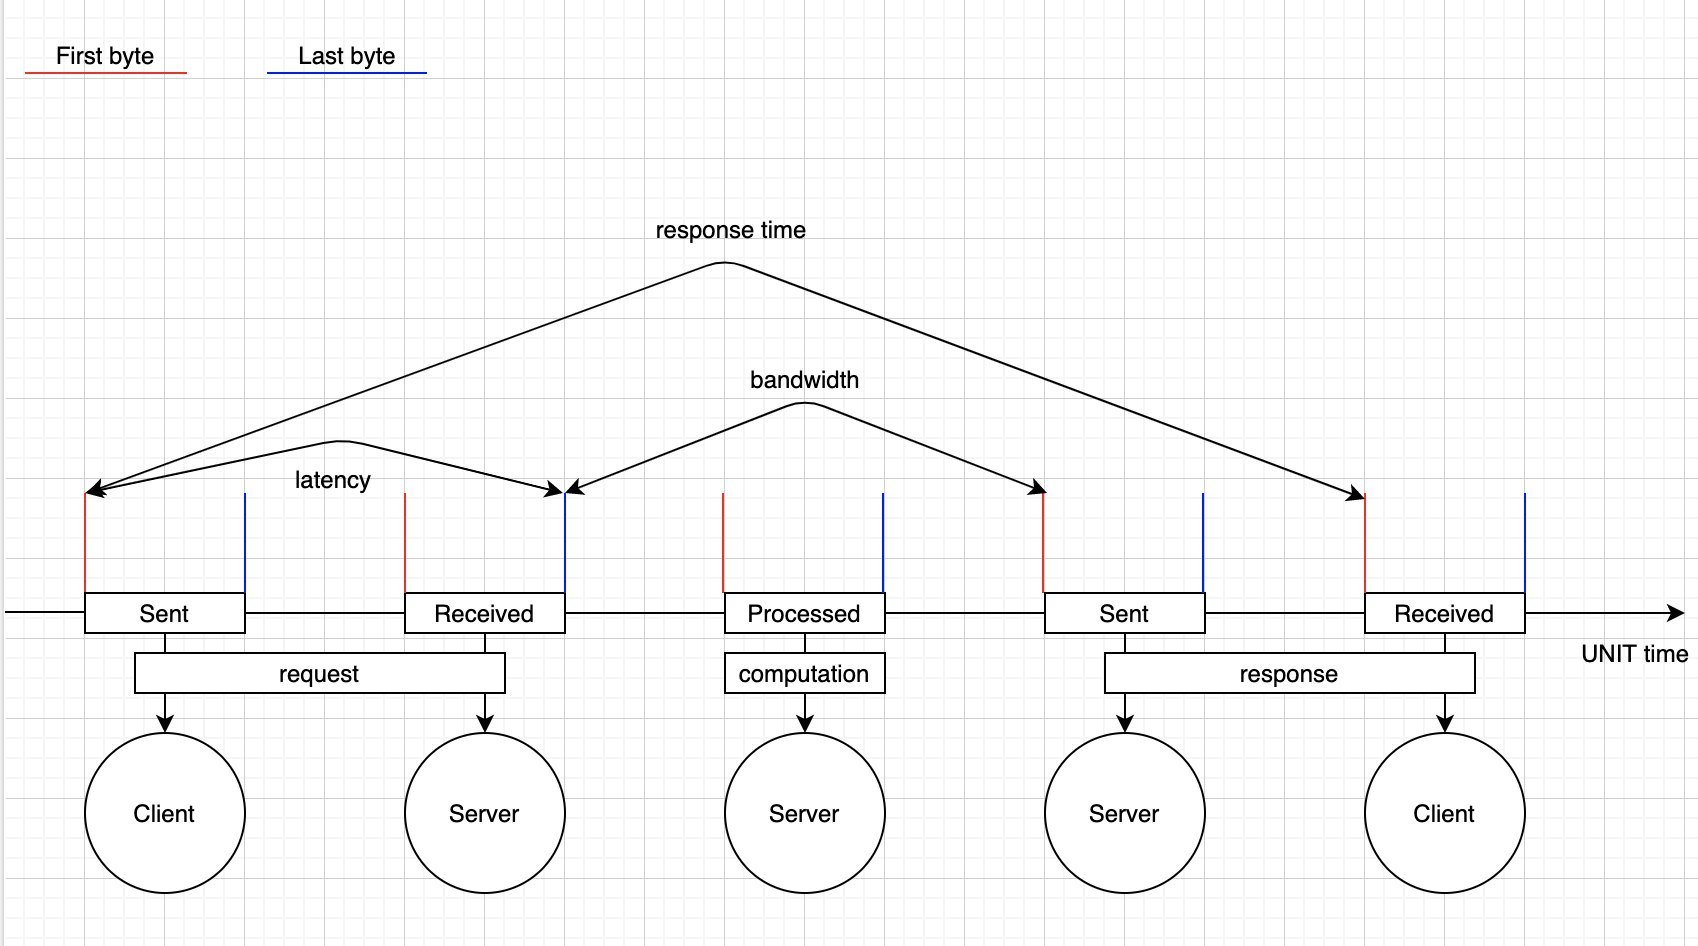 First byte
Last byte
response time
bandwidth
latency
Sent
Received
Processed
Sent
Received
UNIT time
request
computation
response
Client
Server
Server
Server
Client